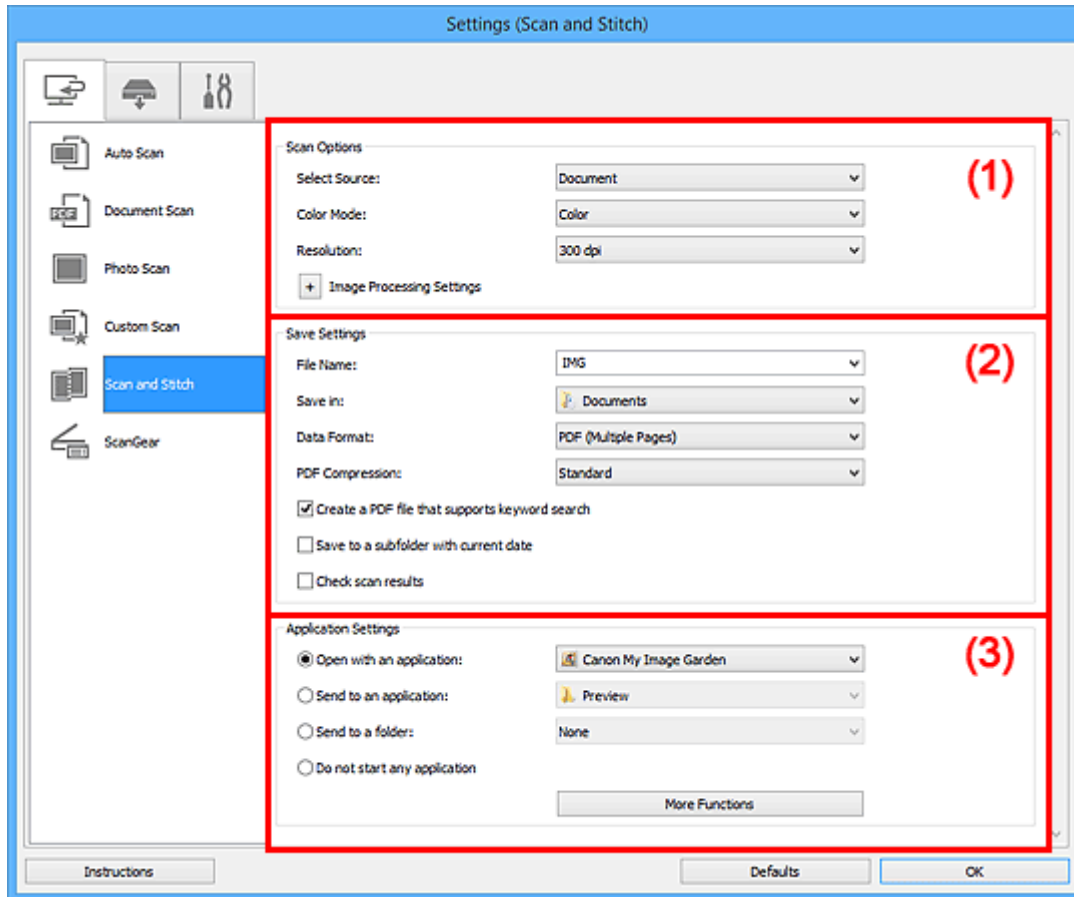 Settings (Scan and Stitch)
Auto Scan
PDF
Document Scan
Photo Scan
Custom Scan
Scan and Stitch
ScanGear
(1)
Scan Options
Select Source: Document
Color Mode: Color
Resolution: 300 dpi
+ Image Processing Settings
(2)
Save Settings
File Name: IMG
Save in: Documents
Data Format: PDF (Multiple Pages)
PDF Compression: Standard
Create a PDF file that supports keyword search
Save to a subfolder with current date
Check scan results
(3)
Application Settings
Open with an application: Canon My Image Garden
Send to an application: Preview
Send to a folder: None
Do not start any application
More Functions
Instructions Defaults OK